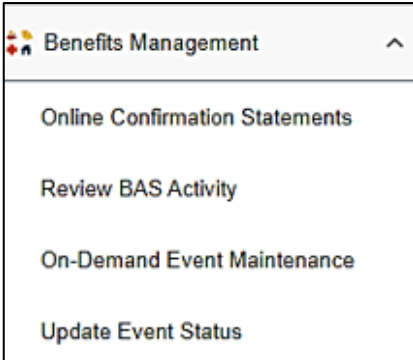 Benefits Management
Online Confirmation Statements
Review BAS Activity
On-Demand Event Maintenance
Update Event Status